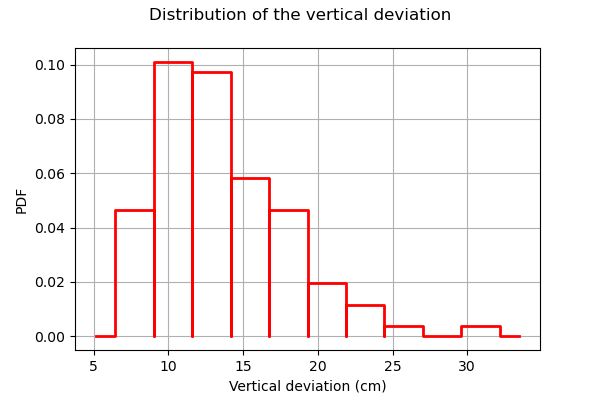 Distribution of the vertical deviation
0.10
0.08
0.06
0.04
0.02
0.00
PDF
5 10 15 20 25 30
Vertical deviation (cm)